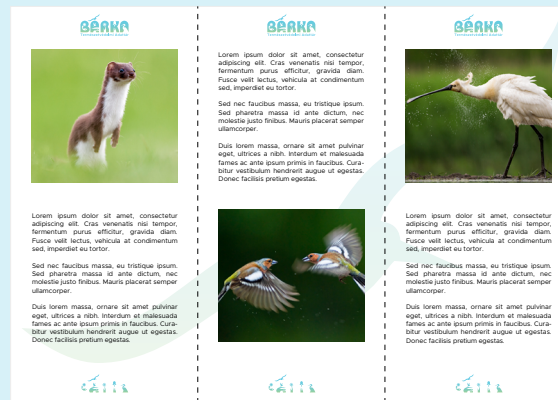 BERKA
Lorem ipsum dolor sit amet, consectetur
adipiscing elit. Cras venenatis nisi tempor,
fermentum purus efficitur, gravida diam.
Fusce velit lectus, vehicula at condimentum
sed, imperdiet eu tortor.
Sed nec faucibus massa, eu tristique ipsum.
Sed pharetra massa id ante dictum, nec
molestie justo finibus. Mauris placerat semper
ullamcorper.
Duis lorem massa, ornare sit amet pulvinar
eget, ultrices a nibh. Interdum et malesuada
fames ac ante ipsum primis in faucibus. Cura-
bitur vestibulum hendrerit augue ut egestas.
Donec facilisis pretium egestas.
BERKA
Lorem ipsum dolor sit amet, consectetur
adipiscing elit. Cras venenatis nisi tempor,
fermentum purus efficitur, gravida diam.
Fusce velit lectus, vehicula at condimentum
sed, imperdiet eu tortor.
Sed nec faucibus massa, eu tristique ipsum.
Sed pharetra massa id ante dictum, nec
molestie justo finibus. Mauris placerat semper
ullamcorper.
Duis lorem massa, ornare sit amet pulvinar
eget, ultrices a nibh. Interdum et malesuada
fames ac ante ipsum primis in faucibus. Cura-
bitur vestibulum hendrerit augue ut egestas.
Donec facilisis pretium egestas.
BERKA
Lorem ipsum dolor sit amet, consectetur
adipiscing elit. Cras venenatis nisi tempor,
fermentum purus efficitur, gravida diam.
Fusce velit lectus, vehicula at condimentum
sed, imperdiet eu tortor.
Sed nec faucibus massa, eu tristique ipsum.
Sed pharetra massa id ante dictum, nec
molestie justo finibus. Mauris placerat semper
ullamcorper.
Duis lorem massa, ornare sit amet pulvinar
eget, ultrices a nibh. Interdum et malesuada
fames ac ante ipsum primis in faucibus. Cura-
bitur vestibulum hendrerit augue ut egestas.
Donec facilisis pretium egestas.